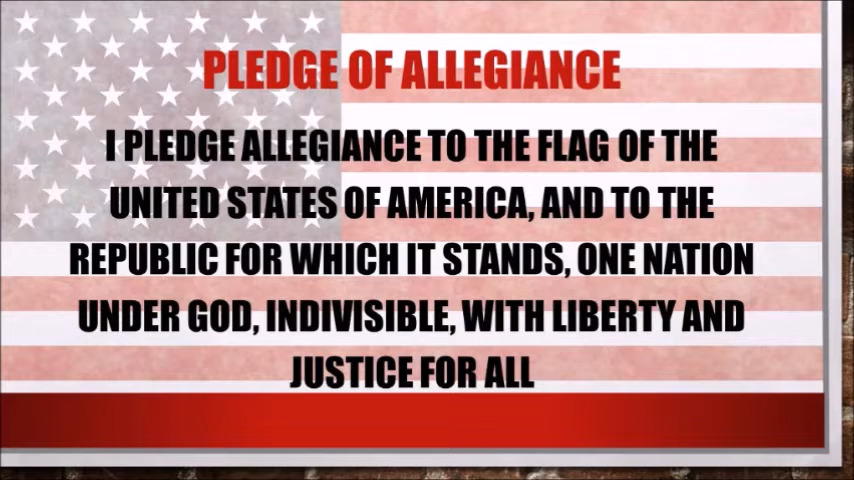 PLEDGE OF ALLEGIANCE
I PLEDGE ALLEGIANCE TO THE FLAG OF THE
UNITED STATES OF AMERICA, AND TO THE
REPUBLIC FOR WHICH IT STANDS, ONE NATION
UNDER GOD, INDIVISIBLE, WITH LIBERTY AND
JUSTICE FOR ALL